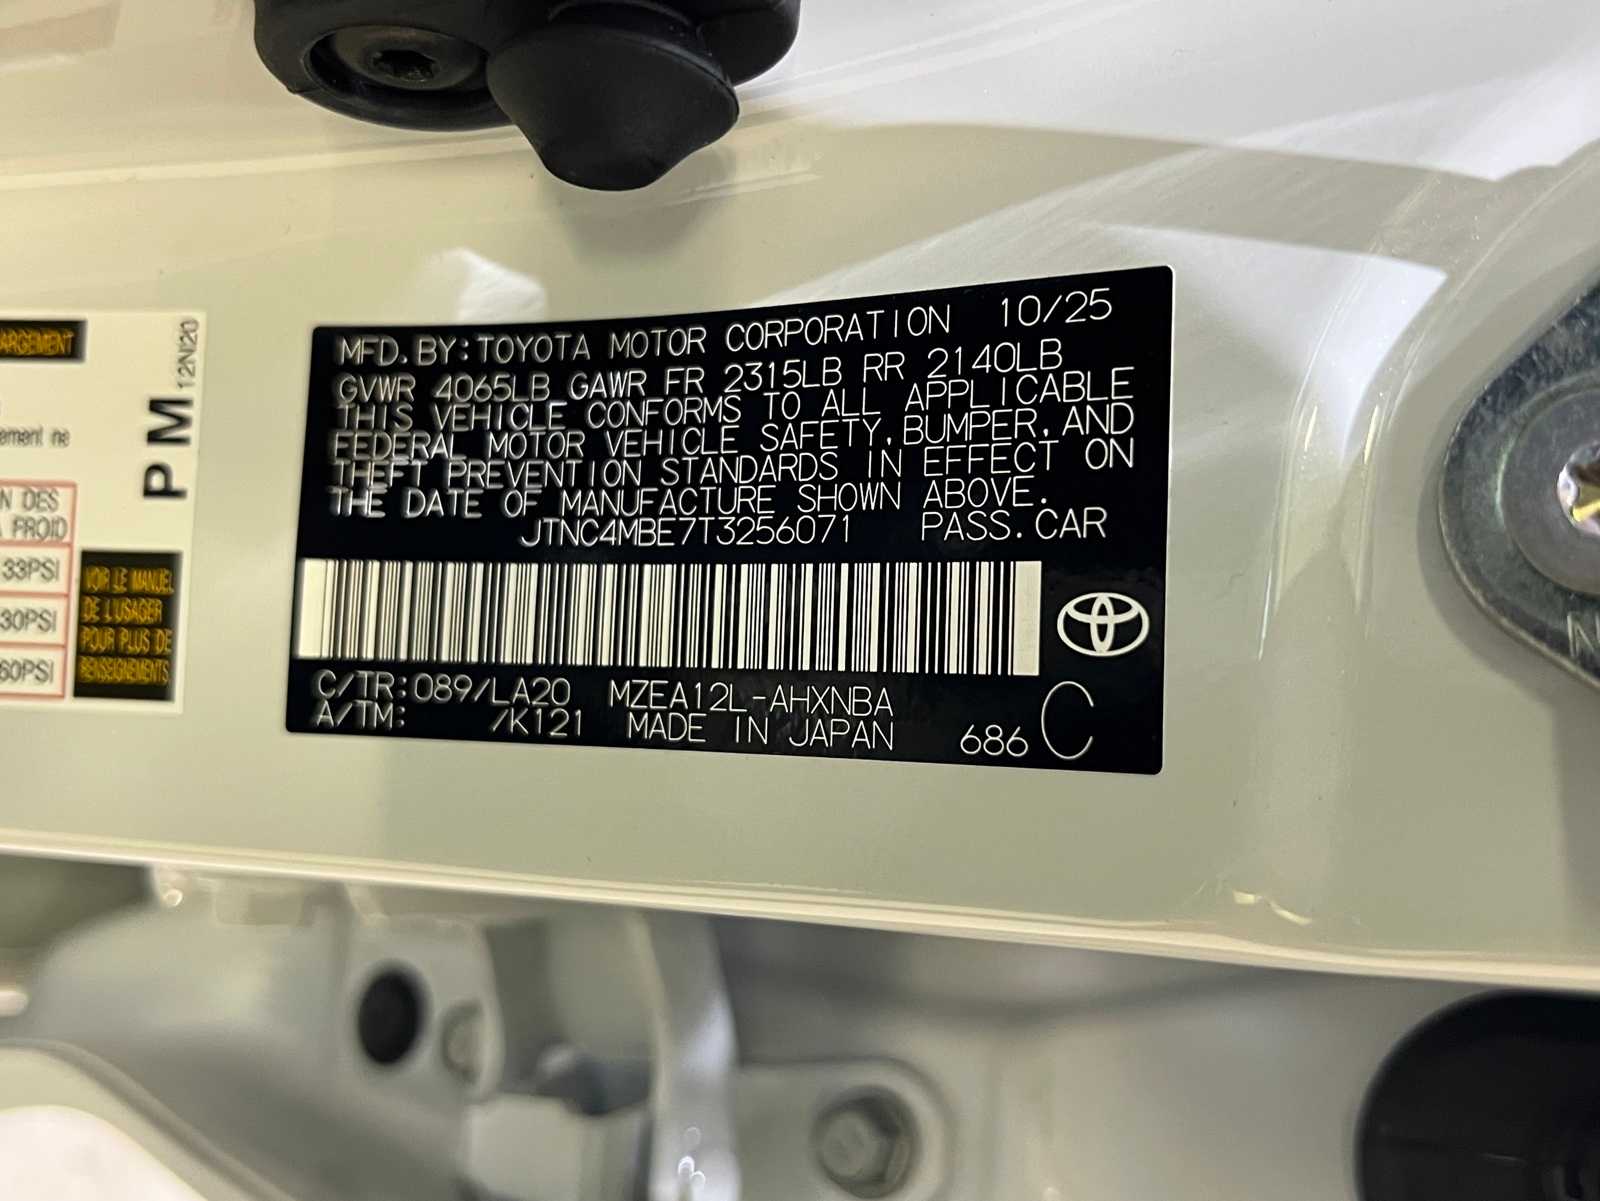 ARGEMENT
PM
12NI20
ement ne
N DES
FROID
33PSI
30PSI
60PSI
VOIR LE MANUEL
DE L'USAGER
POUR PLUS DE
RENSEIGNEMENTS
MFD.BY:TOYOTA MOTOR CORPORATION 10/25
GVWR 4065LB GAWR FR 2315LB RR 2140LB
THIS VEHICLE CONFORMS TO ALL APPLICABLE
FEDERAL MOTOR VEHICLE SAFETY,BUMPER,AND
THEFT PREVENTION STANDARDS IN EFFECT ON
THE DATE OF MANUFACTURE SHOWN ABOVE.
JTNC4MBE7T3256071 PASS.CAR
C/TR:089/LA20 MZEA12L-AHXNBA
A/TM: /K121 MADE IN JAPAN 686 C